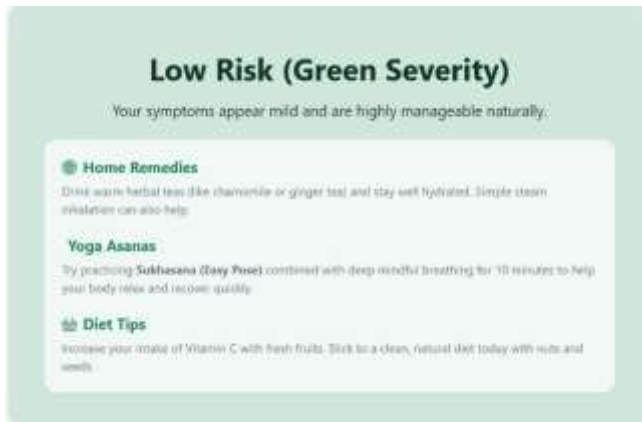 Low Risk (Green Severity)
Your symptoms appear mild and are highly manageable naturally.
Home Remedies
Drink warm herbal teas (like chamomile or ginger tea) and stay well hydrated. Simple steam
inhalation can also help.
Yoga Asanas
Try practicing Sukhasana (Easy Pose) combined with deep mindful breathing for 10 minutes to help
your body relax and recover quickly.
Diet Tips
Increase your intake of Vitamin C with fresh fruits. Stick to a clean, natural diet today with nuts and
seeds.